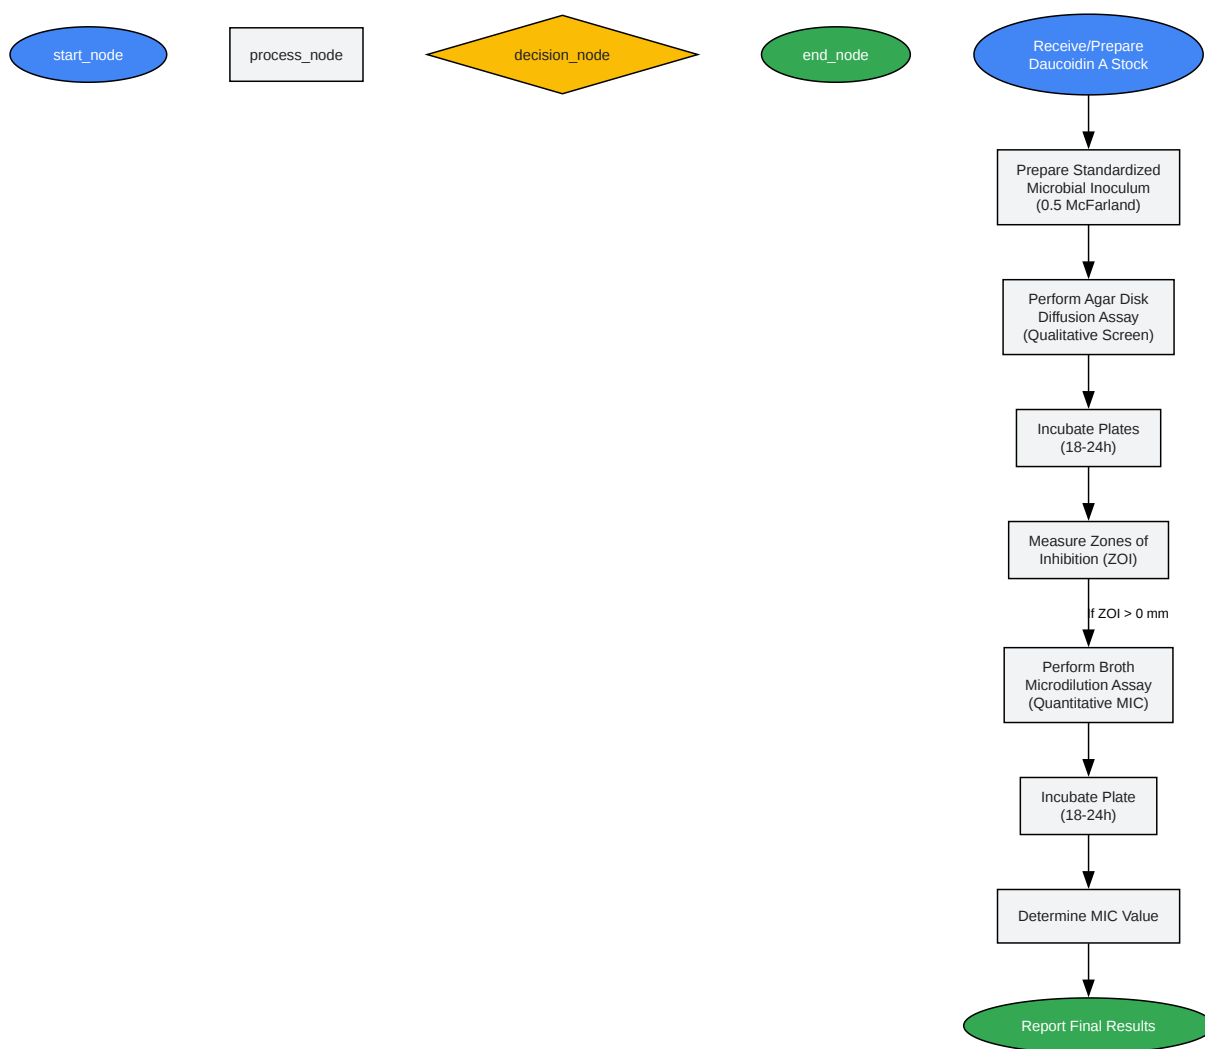 start_node
process_node
decision_node
end_node
Receive/Prepare
Daucoidin A Stock
Prepare Standardized
Microbial Inoculum
(0.5 McFarland)
Perform Agar Disk
Diffusion Assay
(Qualitative Screen)
Incubate Plates
(18-24h)
Measure Zones of
Inhibition (ZOI)
If ZOI > 0 mm
Perform Broth
Microdilution Assay
(Quantitative MIC)
Incubate Plate
(18-24h)
Determine MIC Value
Report Final Results